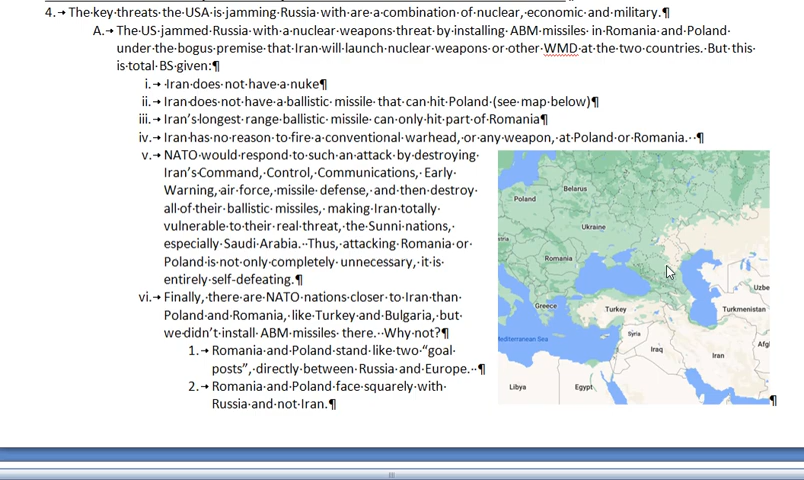 4. The key threats the USA is jamming Russia with are a combination of nuclear, economic and military.
A. The US jammed Russia with a nuclear weapons threat by installing ABM missiles in Romania and Poland
under the bogus premise that Iran will launch nuclear weapons or other WMD at the two countries. But this
is total BS given:
i. Iran does not have a nuke
ii. Iran does not have a ballistic missile that can hit Poland (see map below)
iii. Iran's longest range ballistic missile can only hit part of Romania
iv. Iran has no reason to fire a conventional warhead, or any weapon, at Poland or Romania.
v. NATO would respond to such an attack by destroying
Iran's Command, Control, Communications, Early
Warning, air force, missile defense, and then destroy
all of their ballistic missiles, making Iran totally
vulnerable to their real threat, the Sunni nations,
especially Saudi Arabia. Thus, attacking Romania or
Poland is not only completely unnecessary, it is
entirely self-defeating.
vi. Finally, there are NATO nations closer to Iran than
Poland and Romania, like Turkey and Bulgaria, but
we didn't install ABM missiles there. Why not?
1. Romania and Poland stand like two "goal
posts", directly between Russia and Europe.
2. Romania and Poland face squarely with
Russia and not Iran.
Belarus
Poland
Ukraine
Romania
Uzbe
Greece
Turkey
Turkmenistan
Mediterranean Sea
Syria
Iraq
Iran
Afg
Libya
Egypt